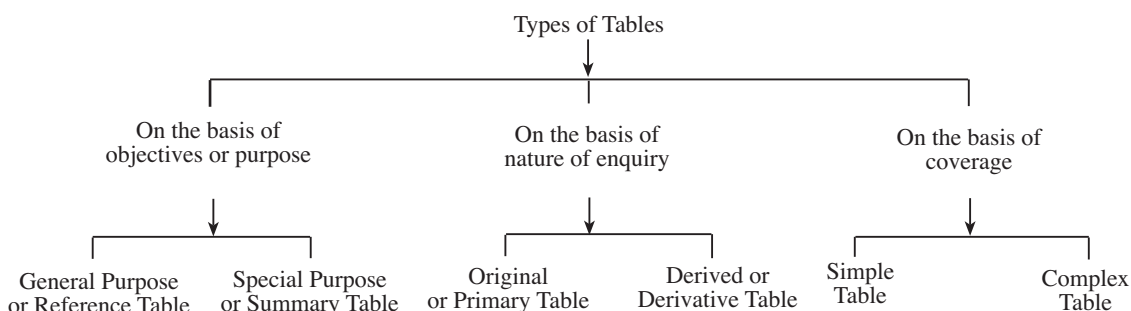 Types of Tables
On the basis of
objectives or purpose
On the basis of
nature of enquiry
On the basis of
coverage
General Purpose
or Reference Table
Special Purpose
or Summary Table
Original
or Primary Table
Derived or
Derivative Table
Simple
Table
Complex
Table